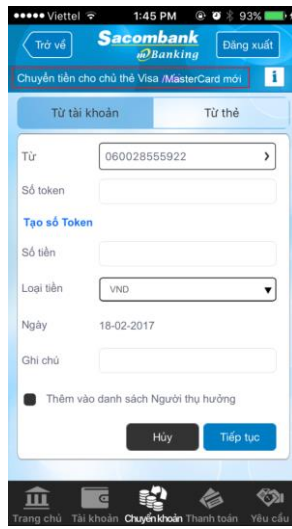 Viettel 1:45 PM 93%
Trở về Sacombank Đăng xuất
mBanking
Chuyển tiền cho chủ thẻ Visa /MasterCard mới i
Từ tài khoản Từ thẻ
Từ 060028555922
Số token
Tạo số Token
Số tiền
Loại tiền VND
Ngày 18-02-2017
Ghi chú
Thêm vào danh sách Người thụ hưởng
Hủy Tiếp tục
Trang chủ Tài khoản Chuyển khoản Thanh toán Yêu cầu